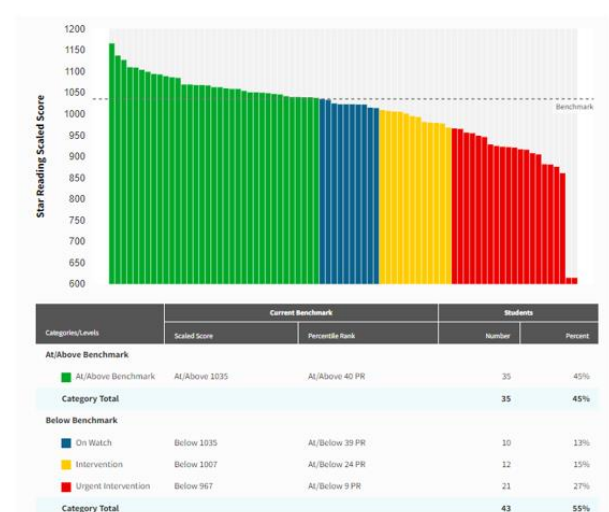 1200
1150
1100
1050
1000
950
900
850
800
750
700
650
600
Star Reading Scaled Score
Benchmark
Current Benchmark Students
Categories/Levels Scaled Score Percentile Rank Number Percent
At/Above Benchmark
At/Above Benchmark At/Above 1035 At/Above 40 PR 35 45%
Category Total 35 45%
Below Benchmark
On Watch Below 1035 At/Below 39 PR 10 13%
Intervention Below 1007 At/Below 24 PR 12 15%
Urgent Intervention Below 967 At/Below 9 PR 21 27%
Category Total 43 55%